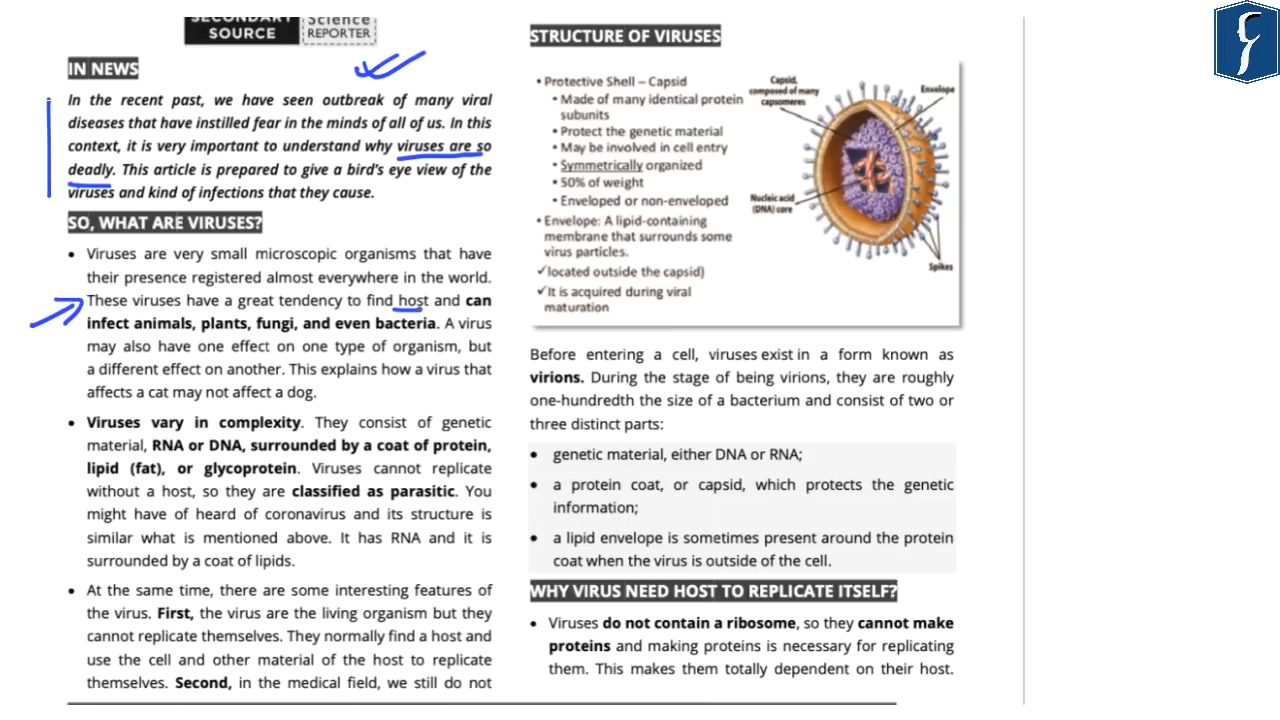 SECONDARY
SOURCE
Science
REPORTER
IN NEWS
In the recent past, we have seen outbreak of many viral
diseases that have instilled fear in the minds of all of us. In this
context, it is very important to understand why viruses are so
deadly. This article is prepared to give a bird's eye view of the
viruses and kind of infections that they cause.
SO, WHAT ARE VIRUSES?
• Viruses are very small microscopic organisms that have
their presence registered almost everywhere in the world.
These viruses have a great tendency to find host and can
infect animals, plants, fungi, and even bacteria. A virus
may also have one effect on one type of organism, but
a different effect on another. This explains how a virus that
affects a cat may not affect a dog.
• Viruses vary in complexity. They consist of genetic
material, RNA or DNA, surrounded by a coat of protein,
lipid (fat), or glycoprotein. Viruses cannot replicate
without a host, so they are classified as parasitic. You
might have of heard of coronavirus and its structure is
similar what is mentioned above. It has RNA and it is
surrounded by a coat of lipids.
• At the same time, there are some interesting features of
the virus. First, the virus are the living organism but they
cannot replicate themselves. They normally find a host and
use the cell and other material of the host to replicate
themselves. Second, in the medical field, we still do not
STRUCTURE OF VIRUSES
• Protective Shell – Capsid
• Made of many identical protein
subunits
• Protect the genetic material
• May be involved in cell entry
• Symmetrically organized
• 50% of weight
• Enveloped or non-enveloped
• Envelope: A lipid-containing
membrane that surrounds some
virus particles.
✓located outside the capsid)
✓It is acquired during viral
maturation
Capsid,
composed of many
capsomeres
Envelope
Nucleic acid
(DNA) core
Spikes
Before entering a cell, viruses exist in a form known as
virions. During the stage of being virions, they are roughly
one-hundredth the size of a bacterium and consist of two or
three distinct parts:
• genetic material, either DNA or RNA;
• a protein coat, or capsid, which protects the genetic
information;
• a lipid envelope is sometimes present around the protein
coat when the virus is outside of the cell.
WHY VIRUS NEED HOST TO REPLICATE ITSELF?
• Viruses do not contain a ribosome, so they cannot make
proteins and making proteins is necessary for replicating
them. This makes them totally dependent on their host.